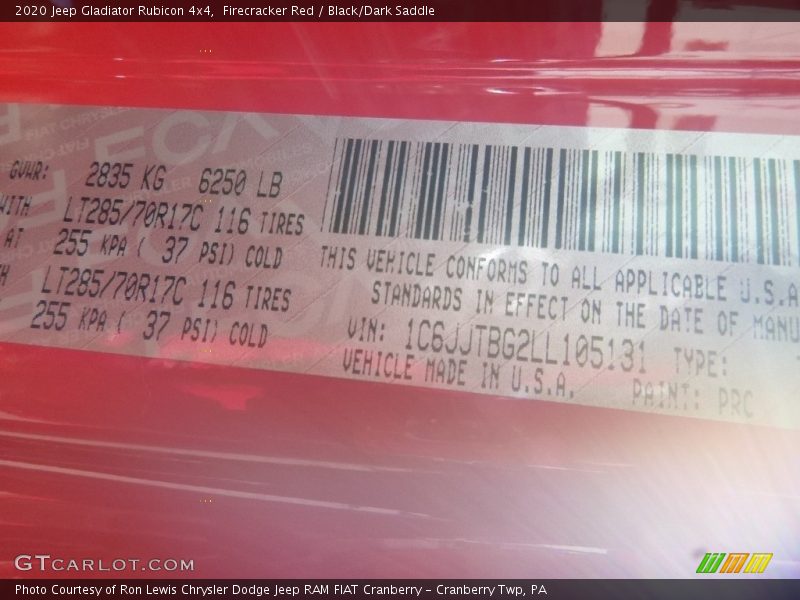 2020 Jeep Gladiator Rubicon 4x4,  Firecracker Red / Black/Dark Saddle
GVWR: 2835 KG 6250 LB
WITH LT285/70R17C 116 TIRES
AT 255 KPA ( 37 PSI) COLD
LT285/70R17C 116 TIRES
255 KPA ( 37 PSI) COLD
THIS VEHICLE CONFORMS TO ALL APPLICABLE U.S.A
STANDARDS IN EFFECT ON THE DATE OF MANU
VIN: 1C6JJTBG2LL105131 TYPE:
VEHICLE MADE IN U.S.A. PAINT: PRC
GTCARLOT.COM
Photo Courtesy of Ron Lewis Chrysler Dodge Jeep RAM FIAT Cranberry – Cranberry Twp, PA